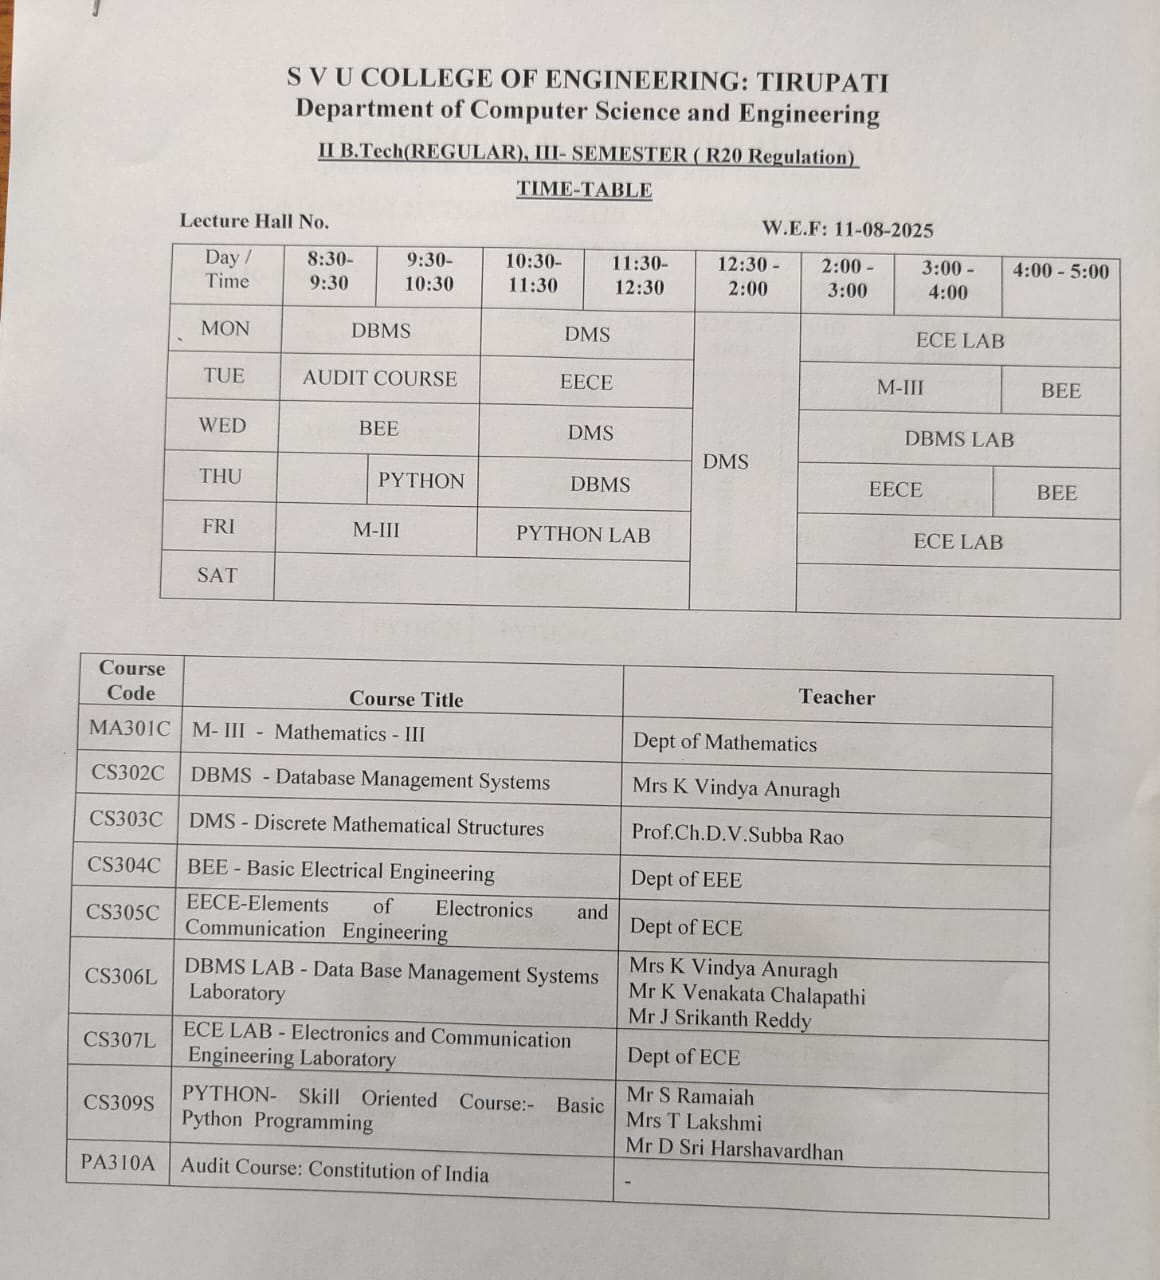 S V U COLLEGE OF ENGINEERING: TIRUPATI
Department of Computer Science and Engineering
II B.Tech(REGULAR), III- SEMESTER ( R20 Regulation)
TIME-TABLE
Lecture Hall No. W.E.F: 11-08-2025
Day / Time 8:30-9:30 9:30-10:30 10:30-11:30 11:30-12:30 12:30 - 2:00 2:00 - 3:00 3:00 - 4:00 4:00 - 5:00
MON DBMS DMS ECE LAB
TUE AUDIT COURSE EECE M-III BEE
WED BEE DMS DBMS LAB
DMS
THU PYTHON DBMS EECE BEE
FRI M-III PYTHON LAB ECE LAB
SAT
Course Code Course Title Teacher
MA301C M- III - Mathematics - III Dept of Mathematics
CS302C DBMS - Database Management Systems Mrs K Vindya Anuragh
CS303C DMS - Discrete Mathematical Structures Prof.Ch.D.V.Subba Rao
CS304C BEE - Basic Electrical Engineering Dept of EEE
CS305C EECE-Elements of Electronics and
Communication Engineering Dept of ECE
CS306L DBMS LAB - Data Base Management Systems
Laboratory
Mrs K Vindya Anuragh
Mr K Venakata Chalapathi
Mr J Srikanth Reddy
CS307L ECE LAB - Electronics and Communication
Engineering Laboratory Dept of ECE
CS309S PYTHON- Skill Oriented Course:- Basic
Python Programming
Mr S Ramaiah
Mrs T Lakshmi
Mr D Sri Harshavardhan
PA310A Audit Course: Constitution of India -